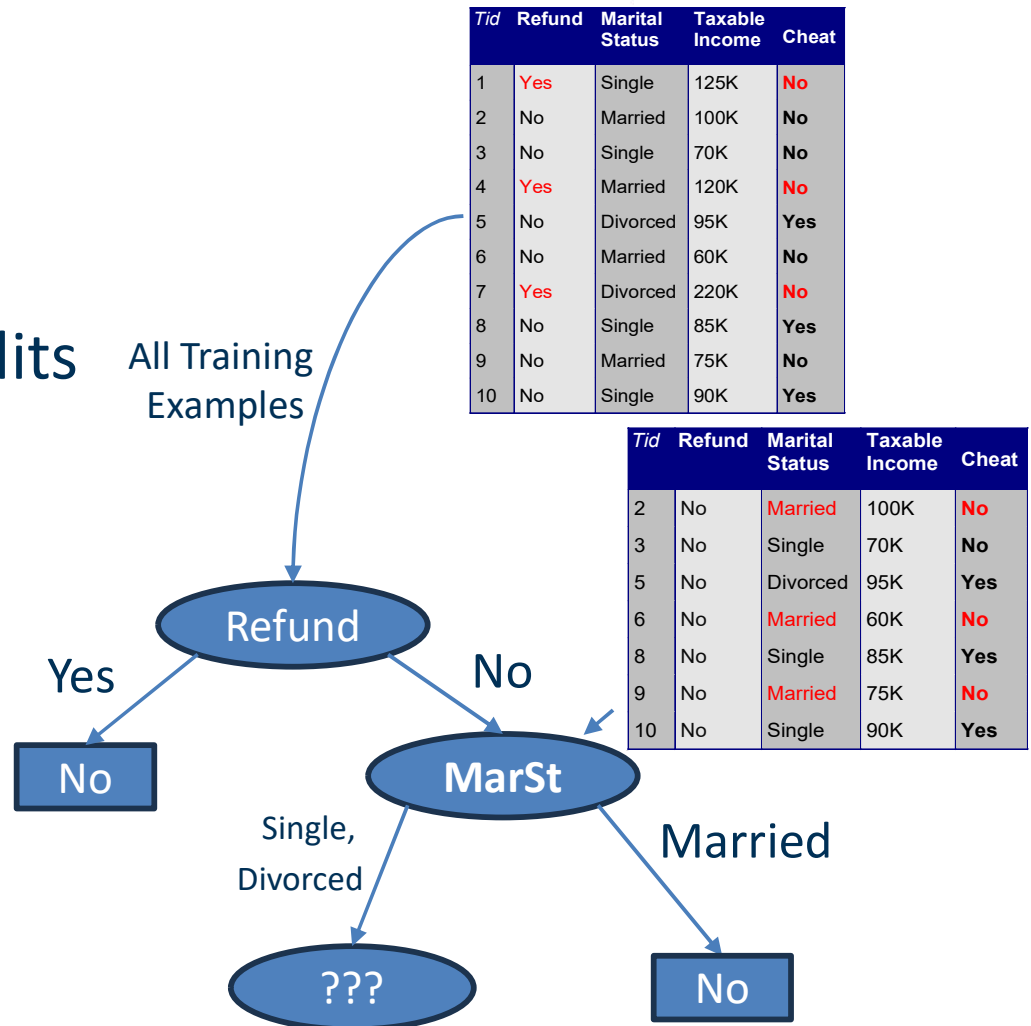 Tid Refund Marital Status Taxable Income Cheat
1 Yes Single 125K No
2 No Married 100K No
3 No Single 70K No
4 Yes Married 120K No
5 No Divorced 95K Yes
6 No Married 60K No
7 Yes Divorced 220K No
8 No Single 85K Yes
9 No Married 75K No
10 No Single 90K Yes
lits
All Training
Examples
Tid Refund Marital Status Taxable Income Cheat
2 No Married 100K No
3 No Single 70K No
5 No Divorced 95K Yes
6 No Married 60K No
8 No Single 85K Yes
9 No Married 75K No
10 No Single 90K Yes
Refund
Yes
No
No
MarSt
Single,
Divorced
Married
???
No